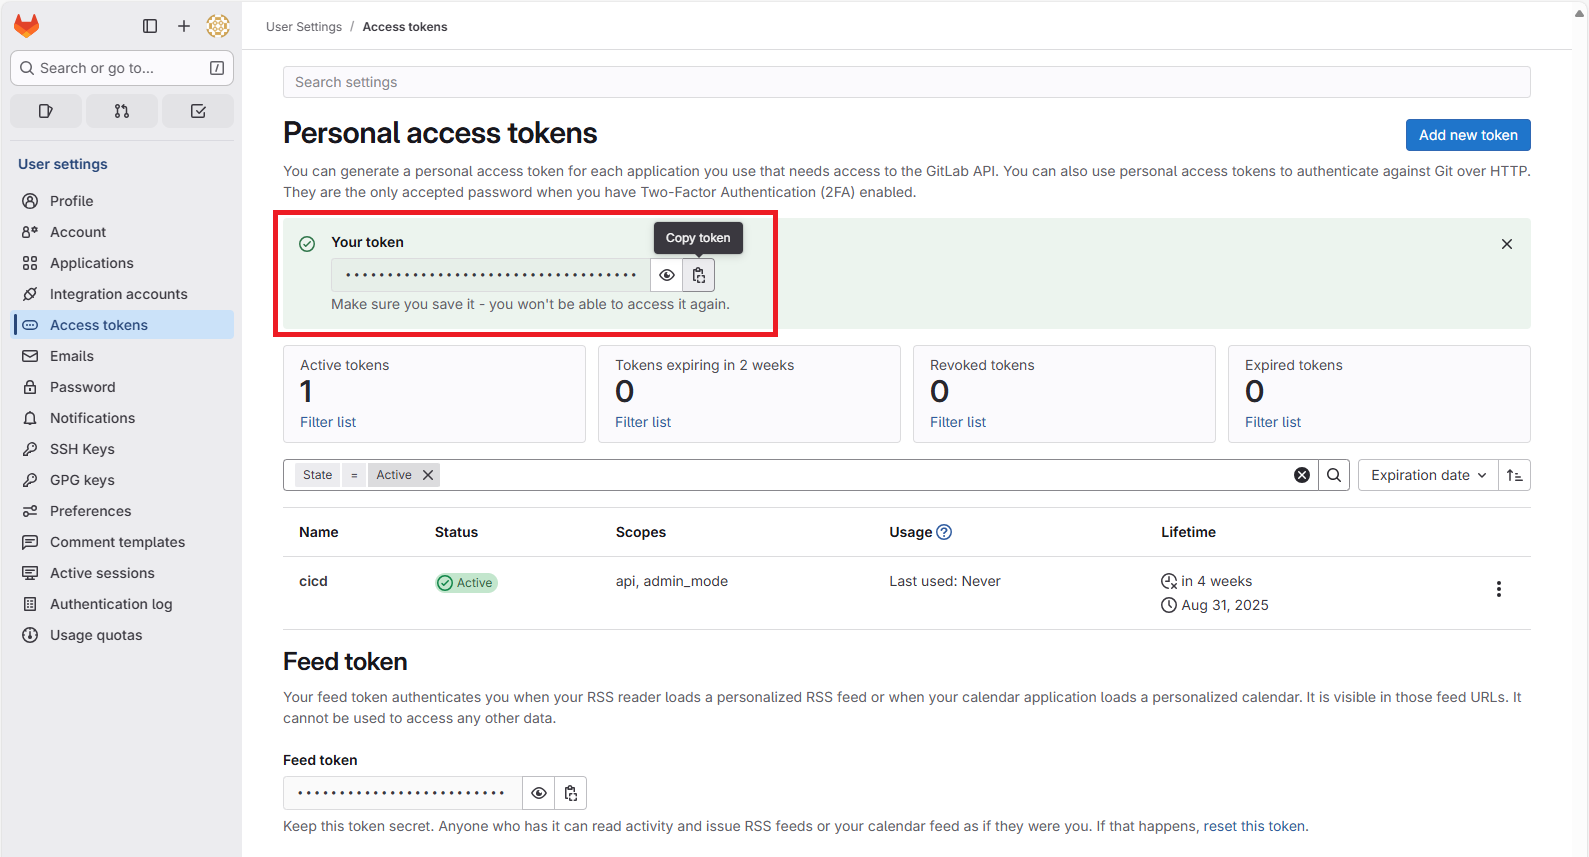 User Settings / Access tokens
Search or go to...
/
Search settings
User settings
Profile
Account
Applications
Integration accounts
Access tokens
Emails
Password
Notifications
SSH Keys
GPG keys
Preferences
Comment templates
Active sessions
Authentication log
Usage quotas
Personal access tokens
Add new token
You can generate a personal access token for each application you use that needs access to the GitLab API. You can also use personal access tokens to authenticate against Git over HTTP.
They are the only accepted password when you have Two-Factor Authentication (2FA) enabled.
Your token
Copy token
Make sure you save it - you won't be able to access it again.
Active tokens
1
Filter list
Tokens expiring in 2 weeks
0
Filter list
Revoked tokens
0
Filter list
Expired tokens
0
Filter list
State = Active
Expiration date
Name Status Scopes Usage Lifetime
cicd Active api, admin_mode Last used: Never in 4 weeks
Aug 31, 2025
Feed token
Your feed token authenticates you when your RSS reader loads a personalized RSS feed or when your calendar application loads a personalized calendar. It is visible in those feed URLs. It
cannot be used to access any other data.
Feed token
Keep this token secret. Anyone who has it can read activity and issue RSS feeds or your calendar feed as if they were you. If that happens, reset this token.